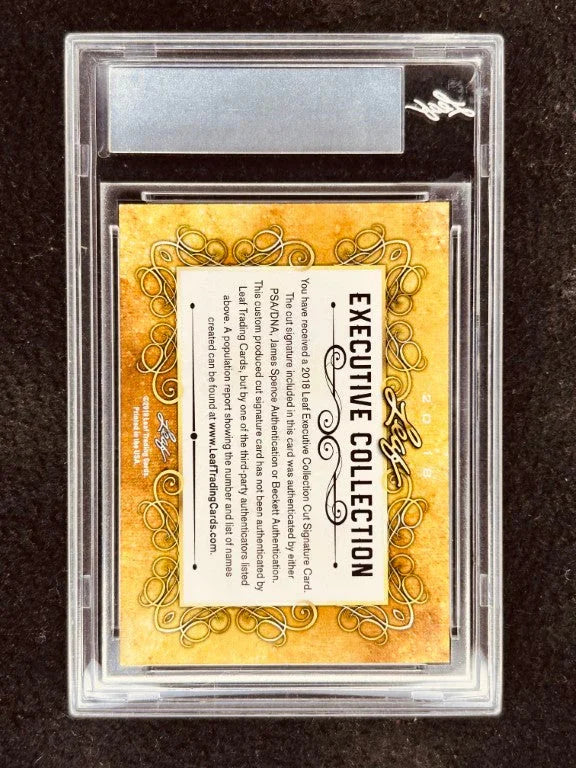 Leaf
2018
Leaf
EXECUTIVE COLLECTION
You have received a 2018 Leaf Executive Collection Cut Signature Card.
The cut signature included in this card was authenticated by either
PSA/DNA, James Spence Authentication or Beckett Authentication.
This custom produced cut signature card has not been authenticated by
Leaf Trading Cards, but by one of the third-party authenticators listed
above. A population report showing the number and list of names
created can be found at www.LeafTradingCards.com.
Leaf
©2018 Leaf Trading Cards.
Printed in the USA.